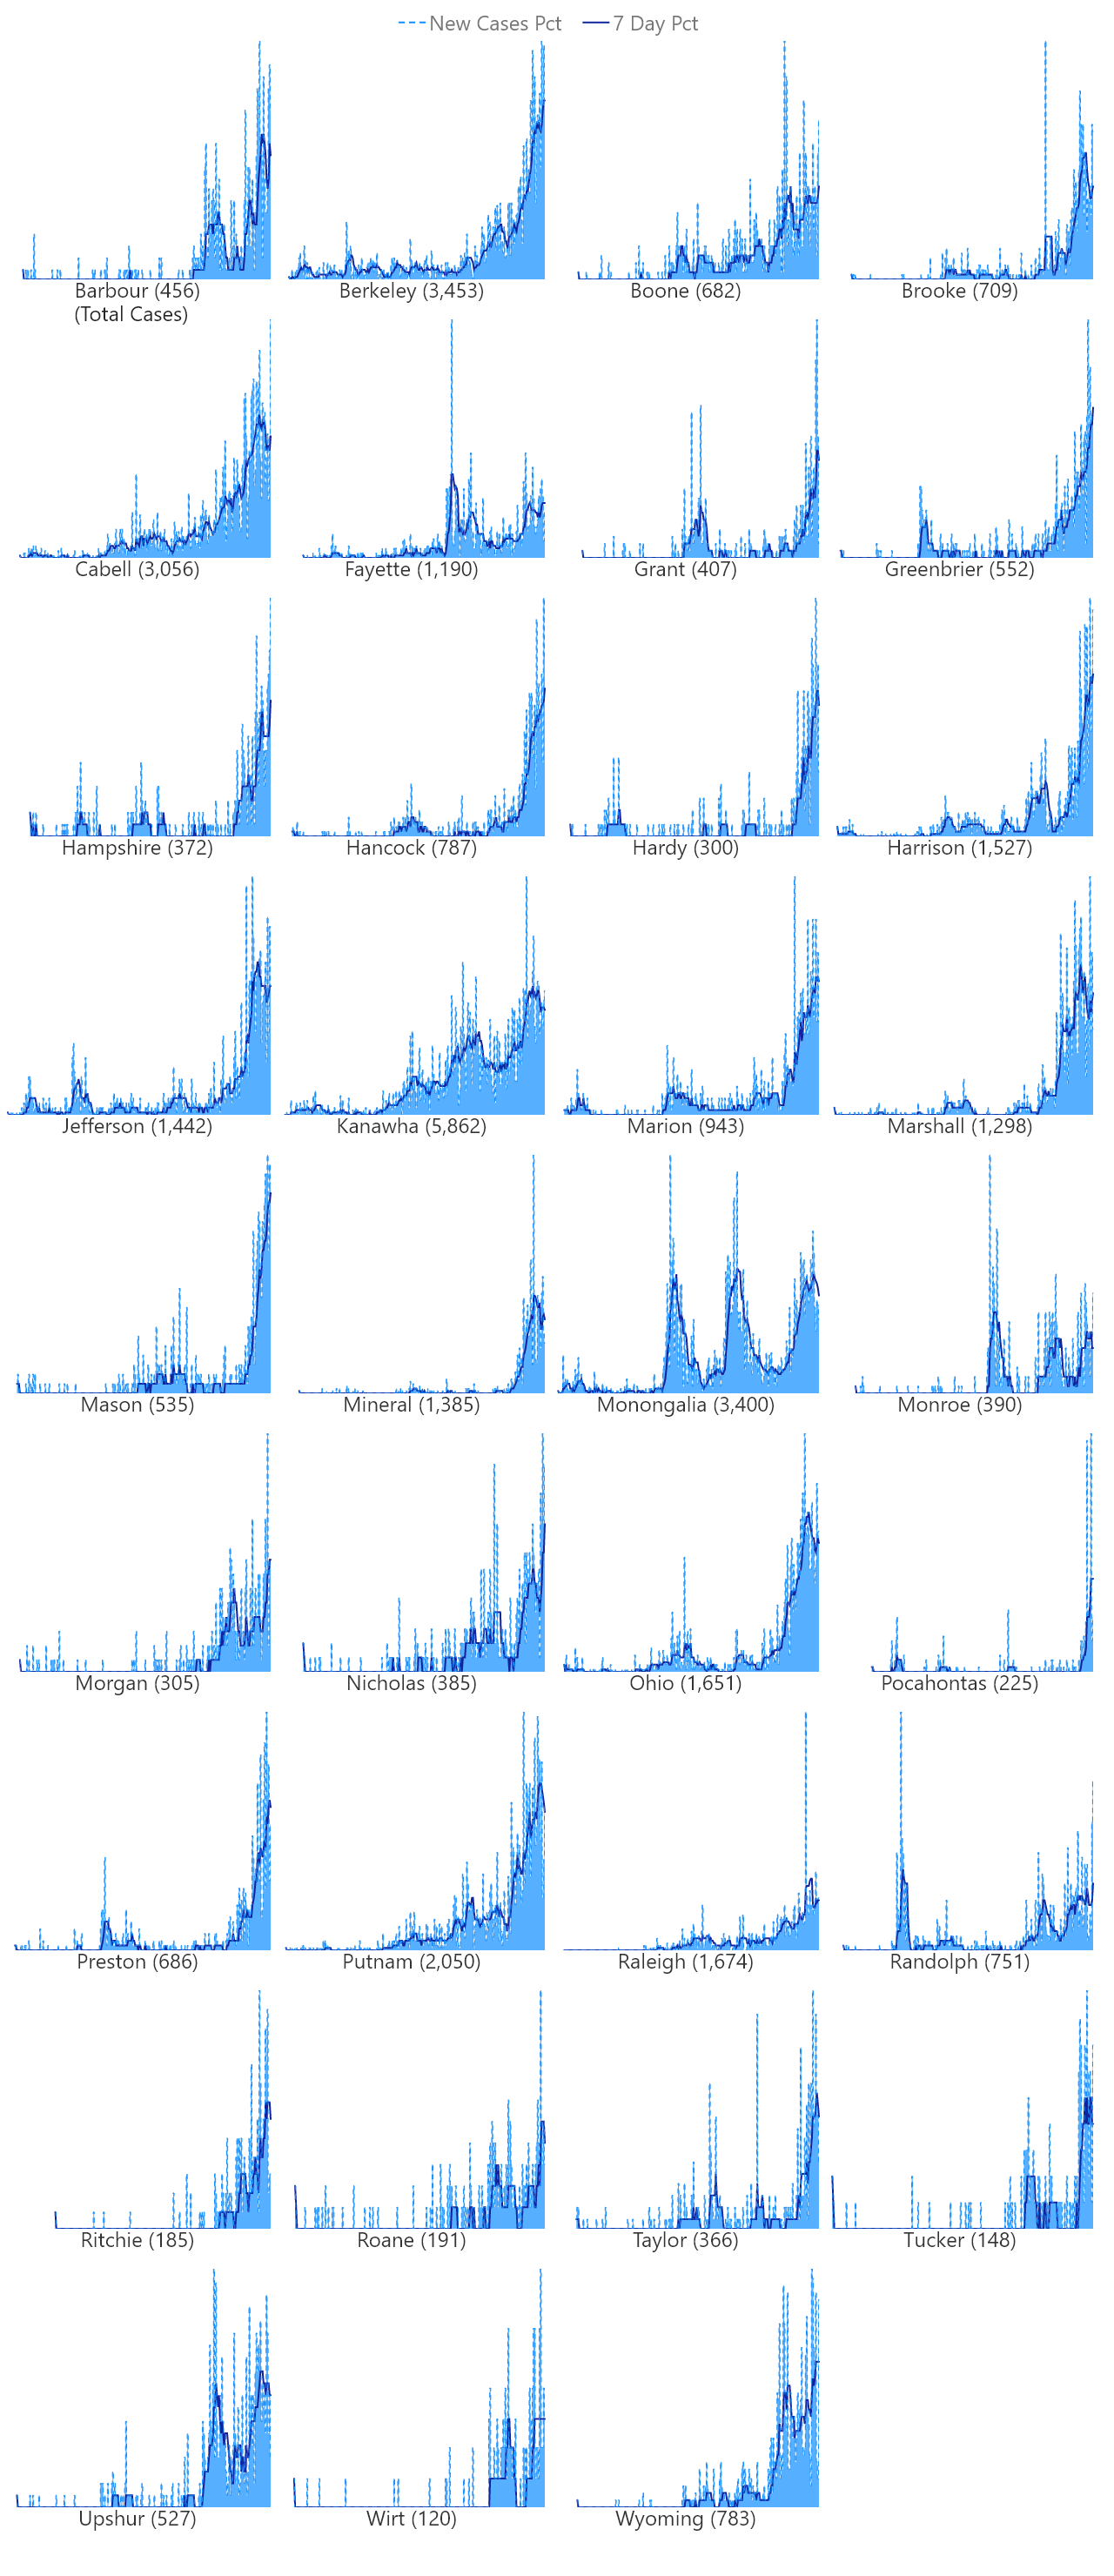 New Cases Pct 7 Day Pct
Barbour (456) Berkeley (3,453) Boone (682) Brooke (709)
(Total Cases)
Cabell (3,056) Fayette (1,190) Grant (407) Greenbrier (552)
Hampshire (372) Hancock (787) Hardy (300) Harrison (1,527)
Jefferson (1,442) Kanawha (5,862) Marion (943) Marshall (1,298)
Mason (535) Mineral (1,385) Monongalia (3,400) Monroe (390)
Morgan (305) Nicholas (385) Ohio (1,651) Pocahontas (225)
Preston (686) Putnam (2,050) Raleigh (1,674) Randolph (751)
Ritchie (185) Roane (191) Taylor (366) Tucker (148)
Upshur (527) Wirt (120) Wyoming (783)